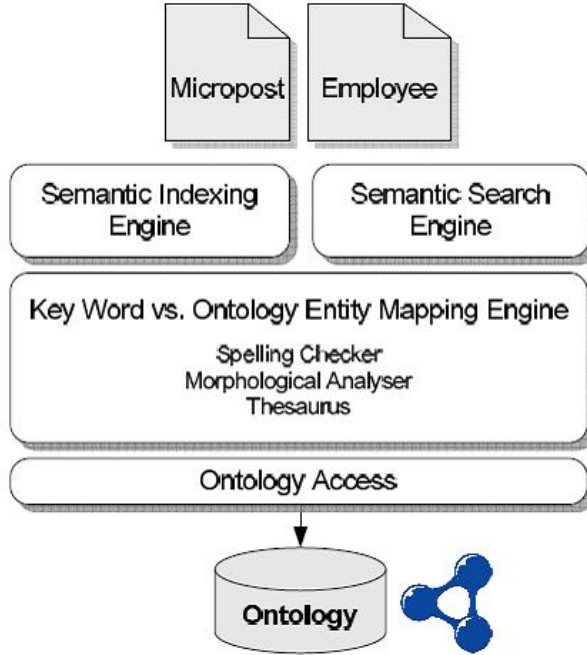 Micropost
Employee
Semantic Indexing
Engine
Semantic Search
Engine
Key Word vs. Ontology Entity Mapping Engine
Spelling Checker
Morphological Analyser
Thesaurus
Ontology Access
Ontology